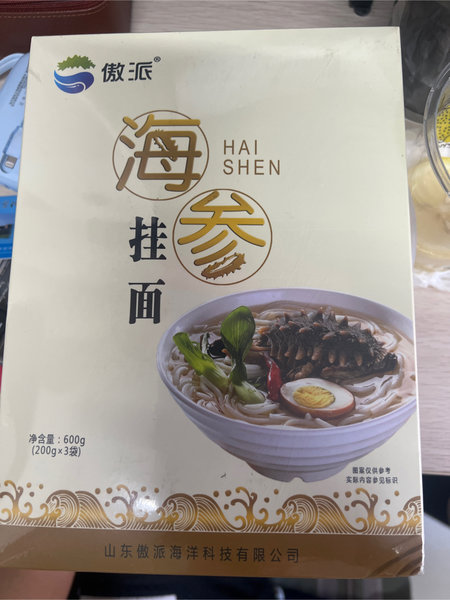 傲派®
海参
HAI
SHEN
挂面
净含量：600g
(200g×3袋)
图案仅供参考
实际内容参见标识
山东傲派海洋科技有限公司